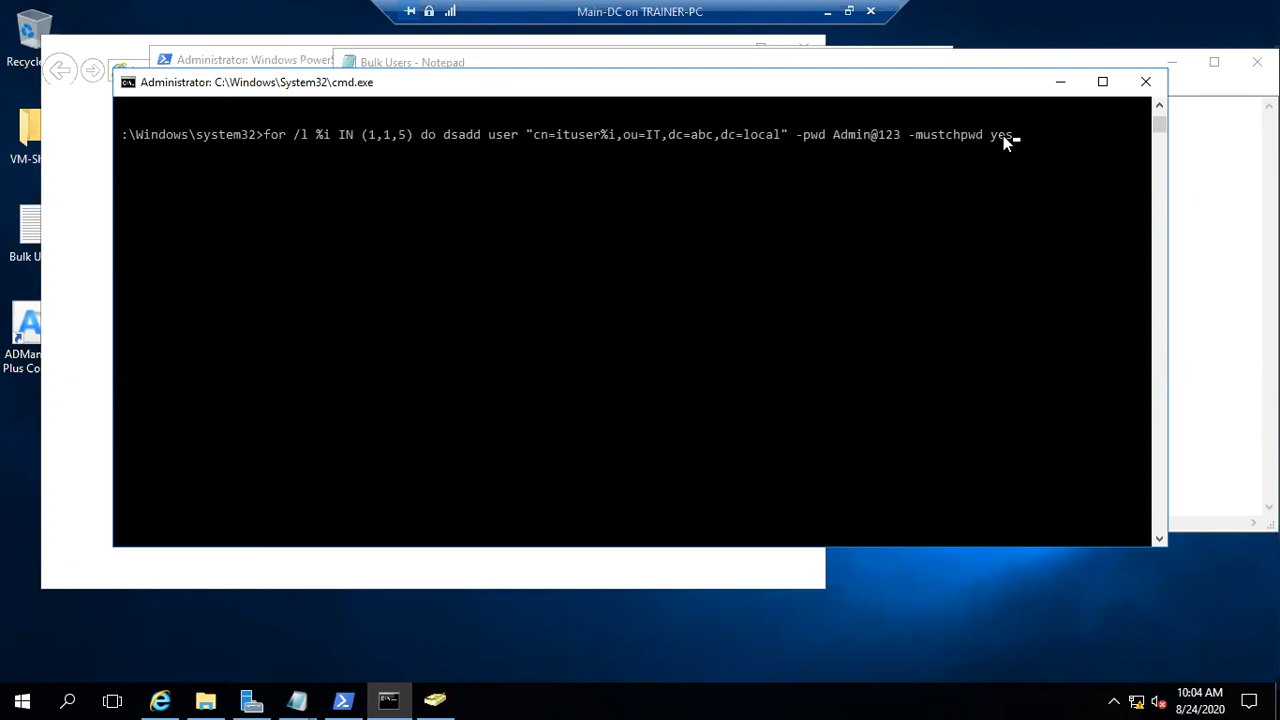 Main-DC on TRAINER-PC
Recycle
Administrator: Windows Power
Bulk Users - Notepad
Administrator: C:\Windows\System32\cmd.exe
:\Windows\system32>for /l %i IN (1,1,5) do dsadd user "cn=ituser%i,ou=IT,dc=abc,dc=local" -pwd Admin@123 -mustchpwd yes
VM-SH
Bulk U
ADMan
Plus Co
10:04 AM
8/24/2020